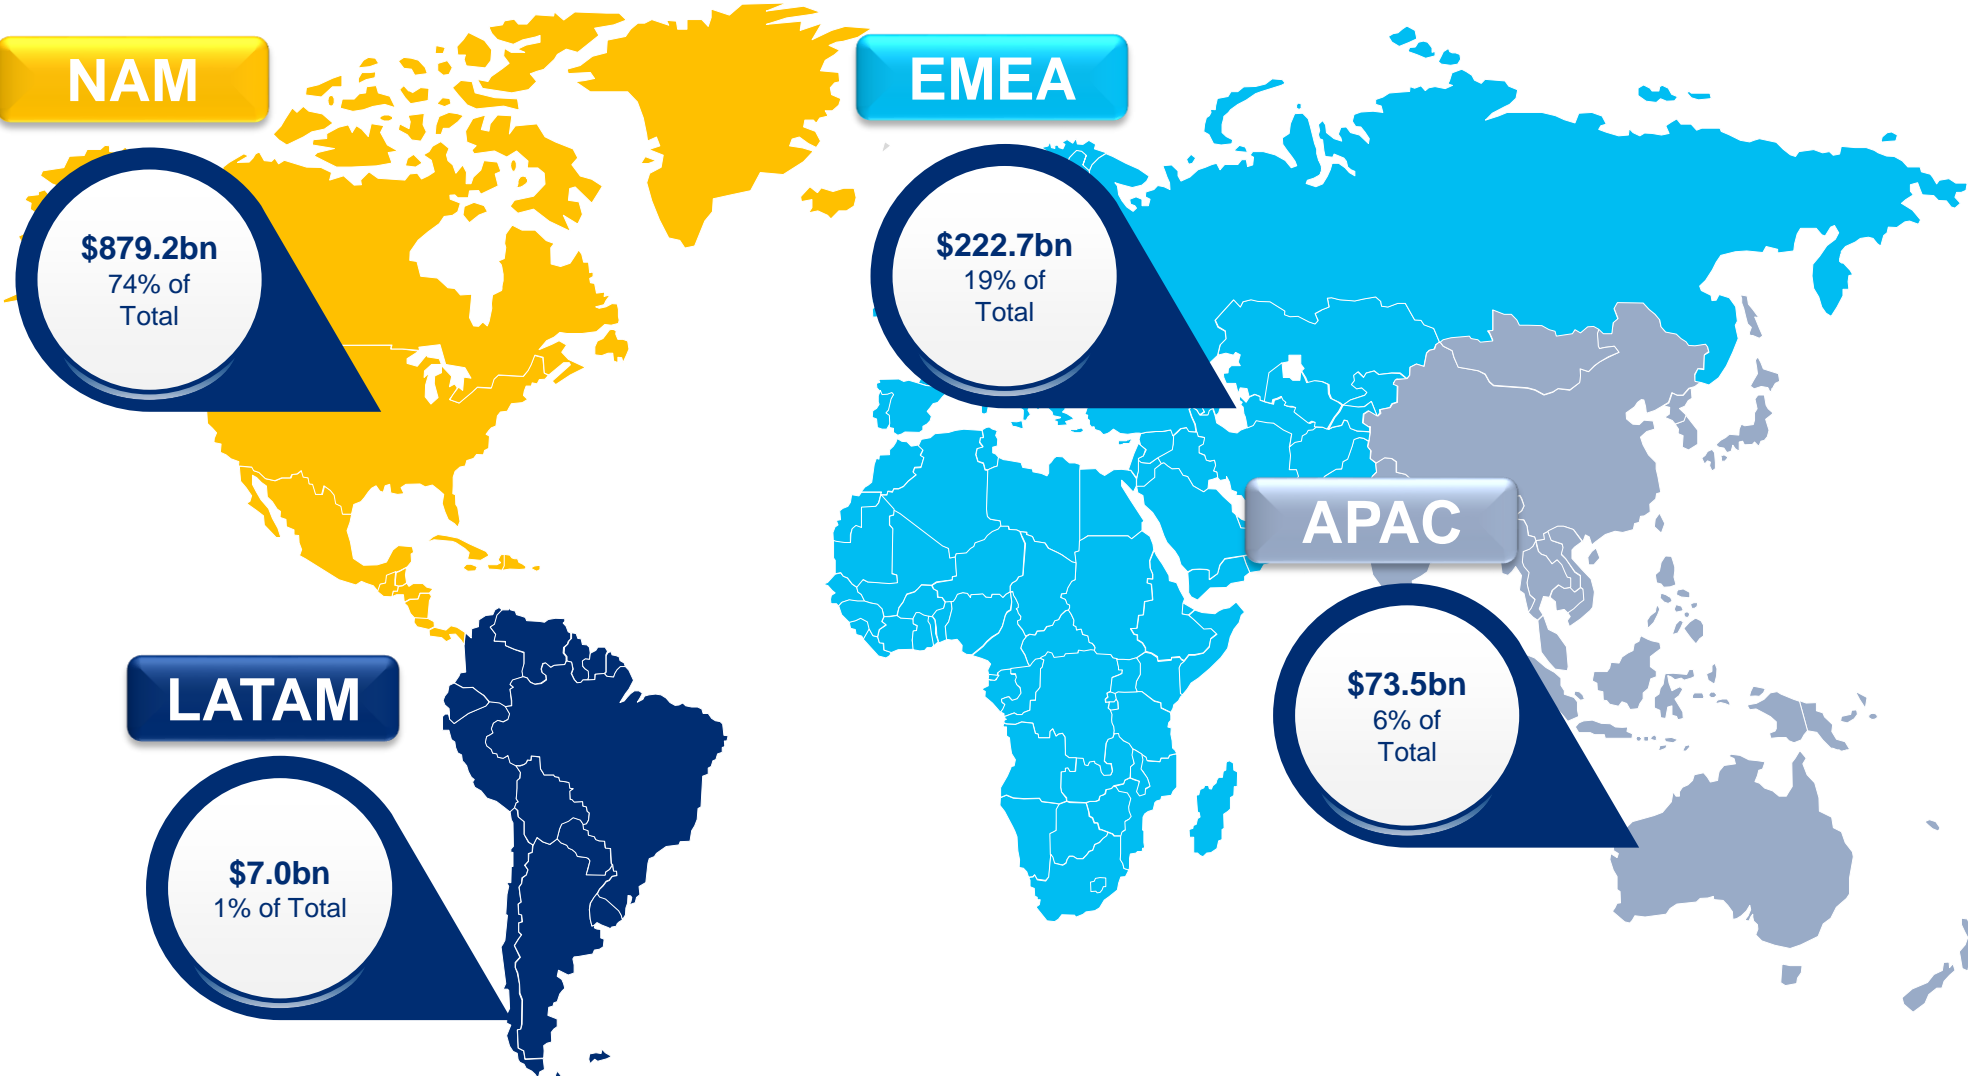 NAM
$879.2bn
74% of
Total
EMEA
$222.7bn
19% of
Total
APAC
$73.5bn
6% of
Total
LATAM
$7.0bn
1% of Total